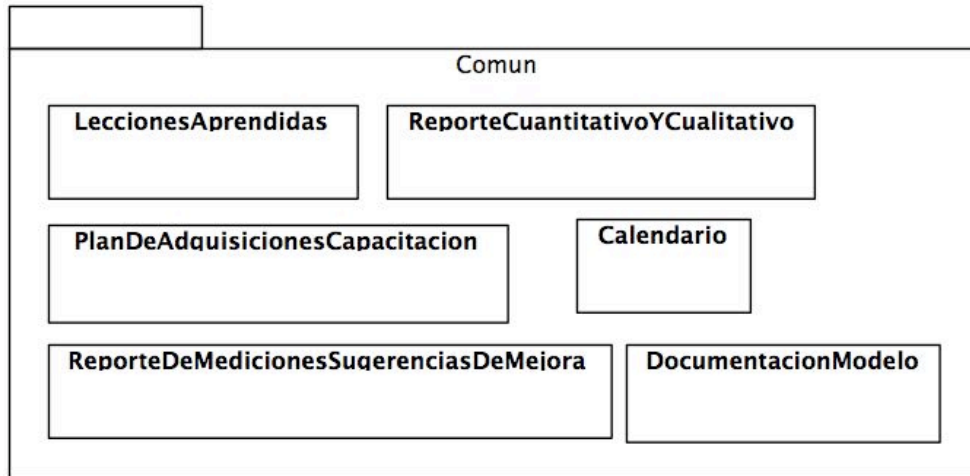 Comun
LeccionesAprendidas
ReporteCuantitativoYCualitativo
PlanDeAdquisicionesCapacitacion
Calendario
ReporteDeMedicionesSugerenciasDeMejora
DocumentacionModelo